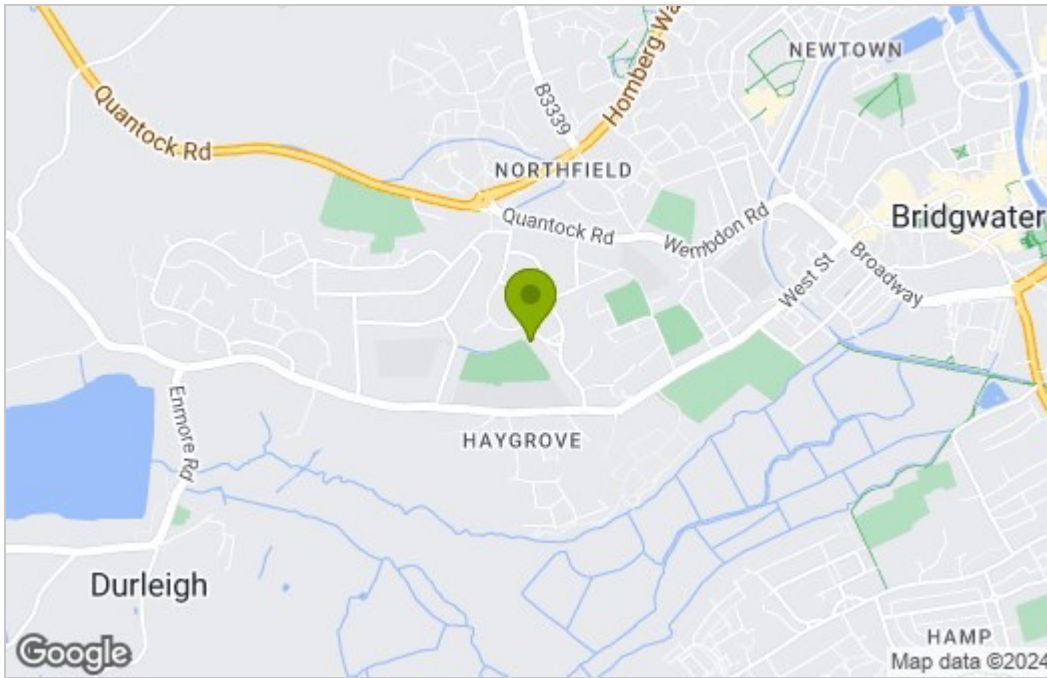 NEWTOWN
Homberg Wa
B3339
Quantock Rd
NORTHFIELD
Quantock Rd
Wembdon Rd
Bridgwater
West St
Broadway
Enmore Rd
HAYGROVE
Durleigh
HAMP
Google
Map data ©2024